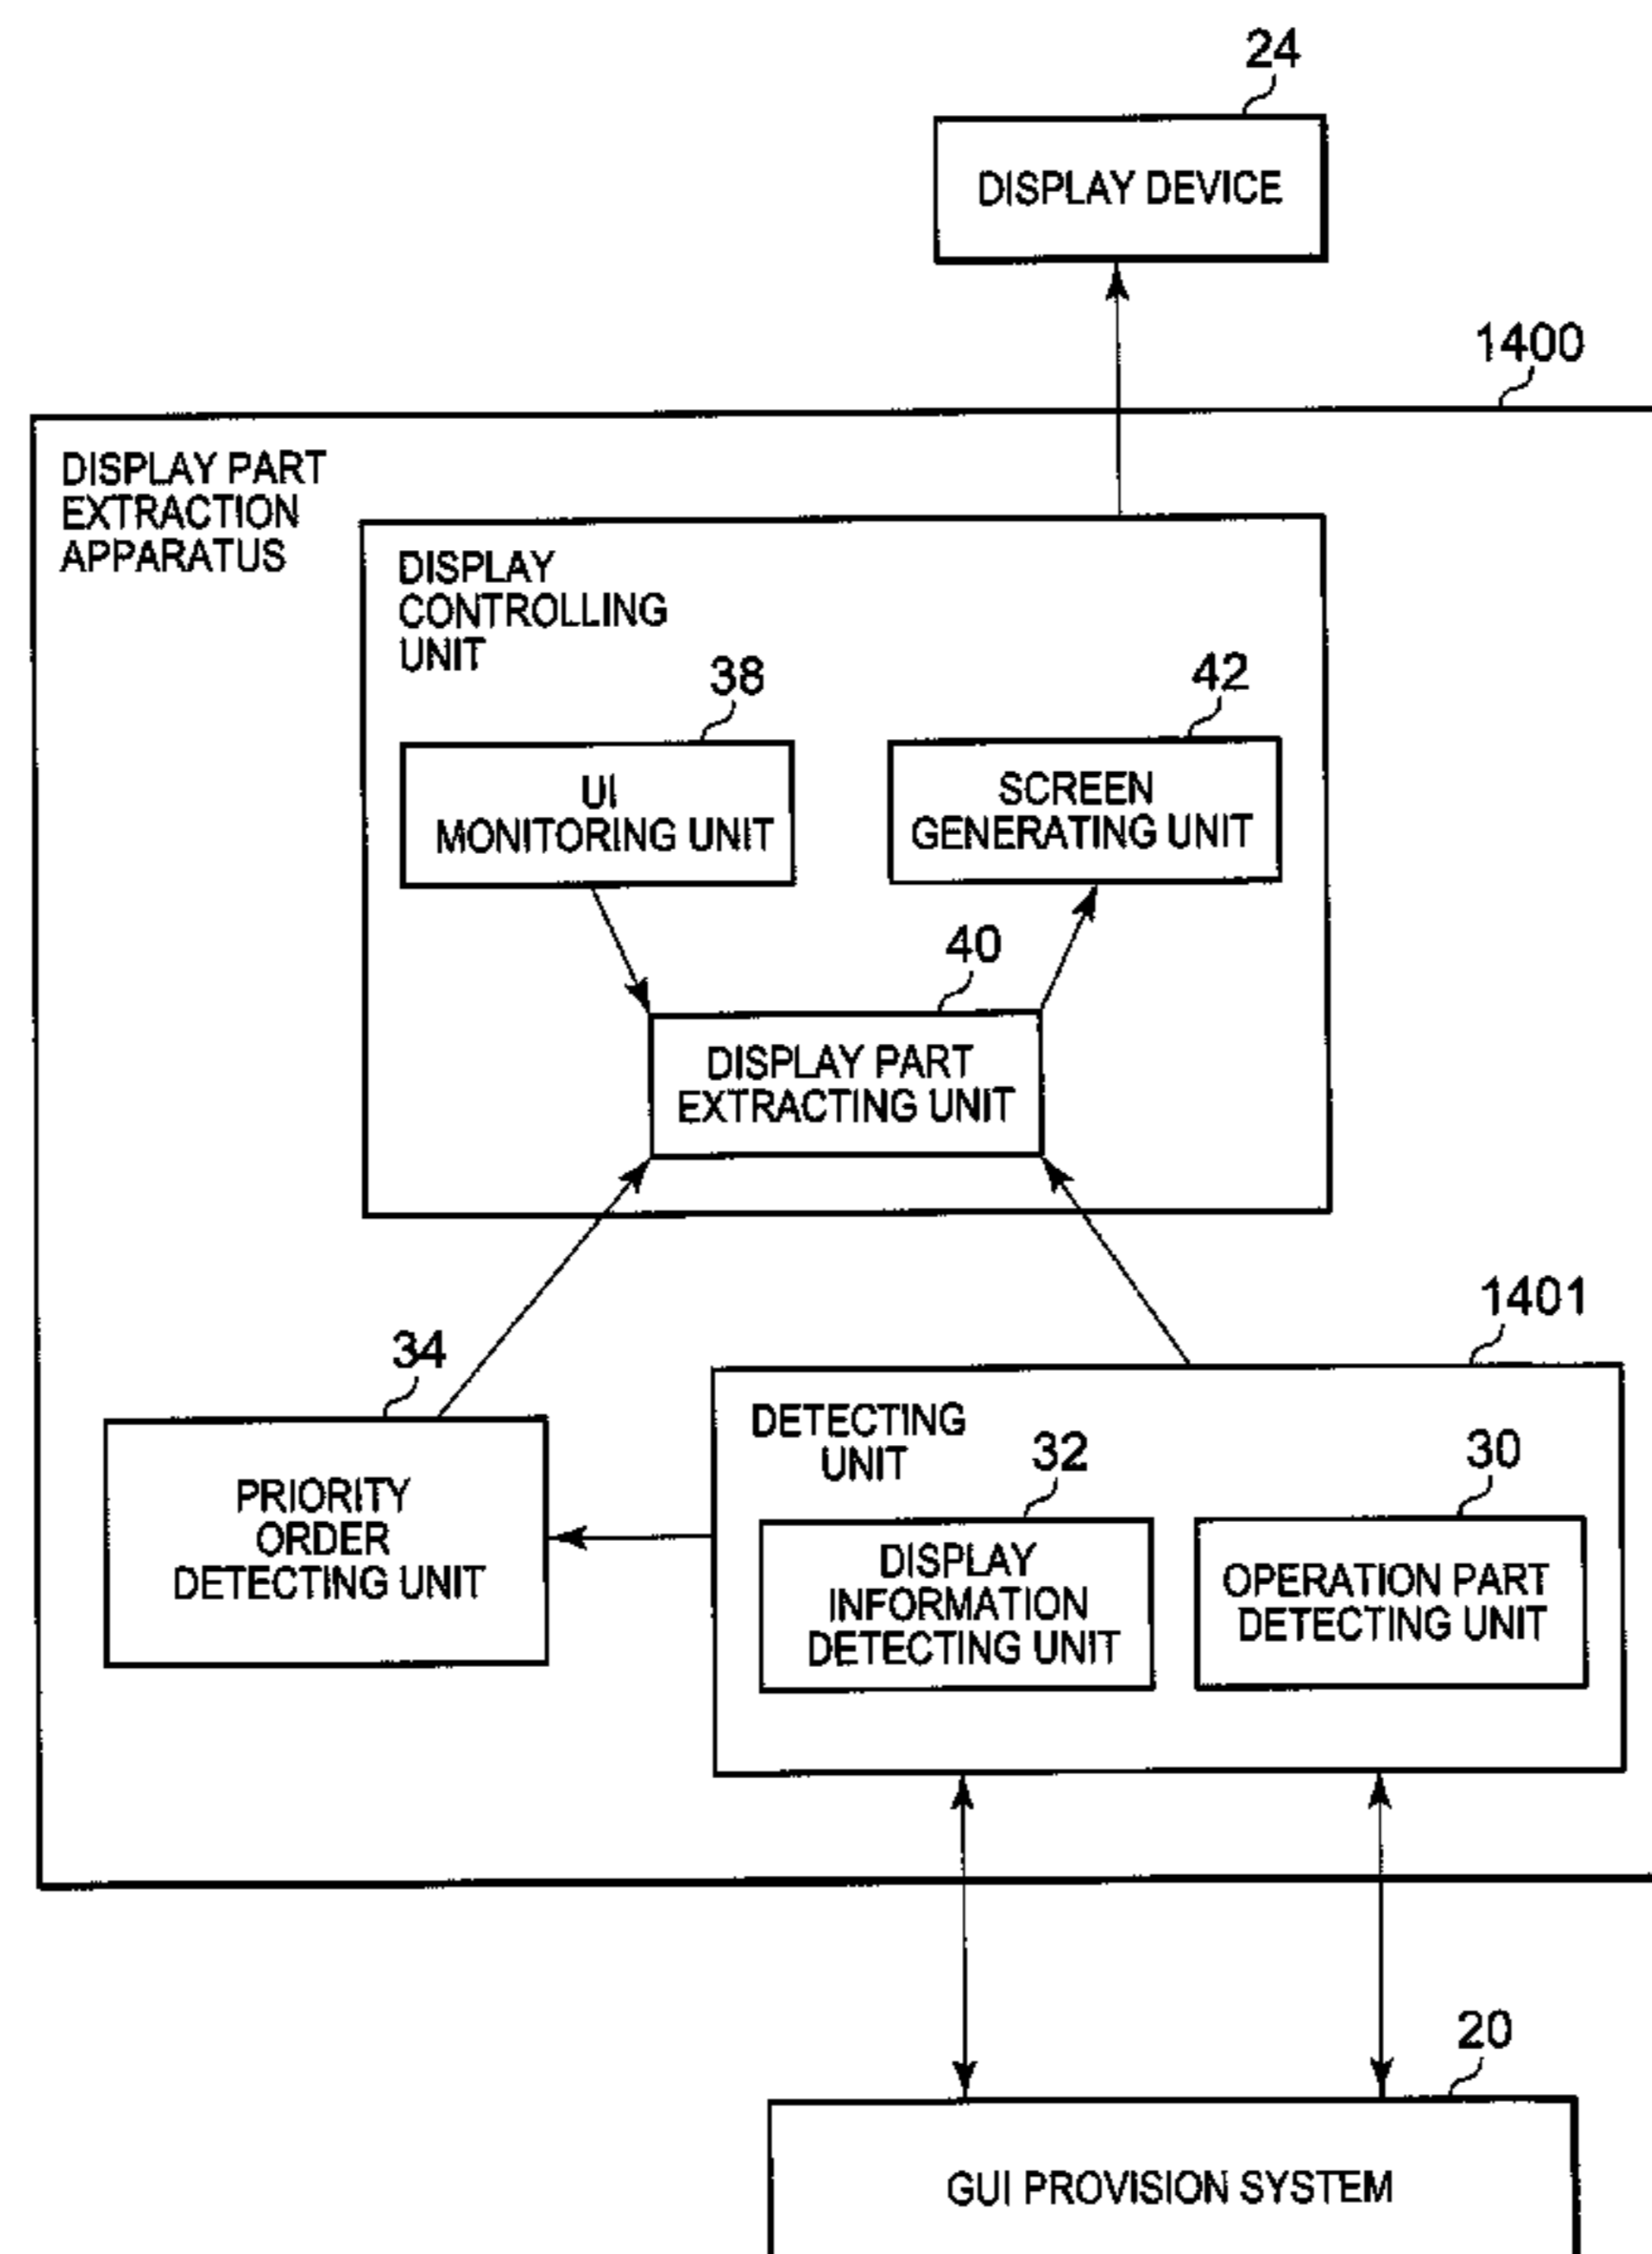 24
DISPLAY DEVICE
1400
DISPLAY PART
EXTRACTION
APPARATUS
DISPLAY
CONTROLLING
UNIT
38
42
UI
MONITORING UNIT
SCREEN
GENERATING UNIT
40
DISPLAY PART
EXTRACTING UNIT
1401
34
PRIORITY
ORDER
DETECTING UNIT
DETECTING
UNIT
32
30
DISPLAY
INFORMATION
DETECTING UNIT
OPERATION PART
DETECTING UNIT
20
GUI PROVISION SYSTEM